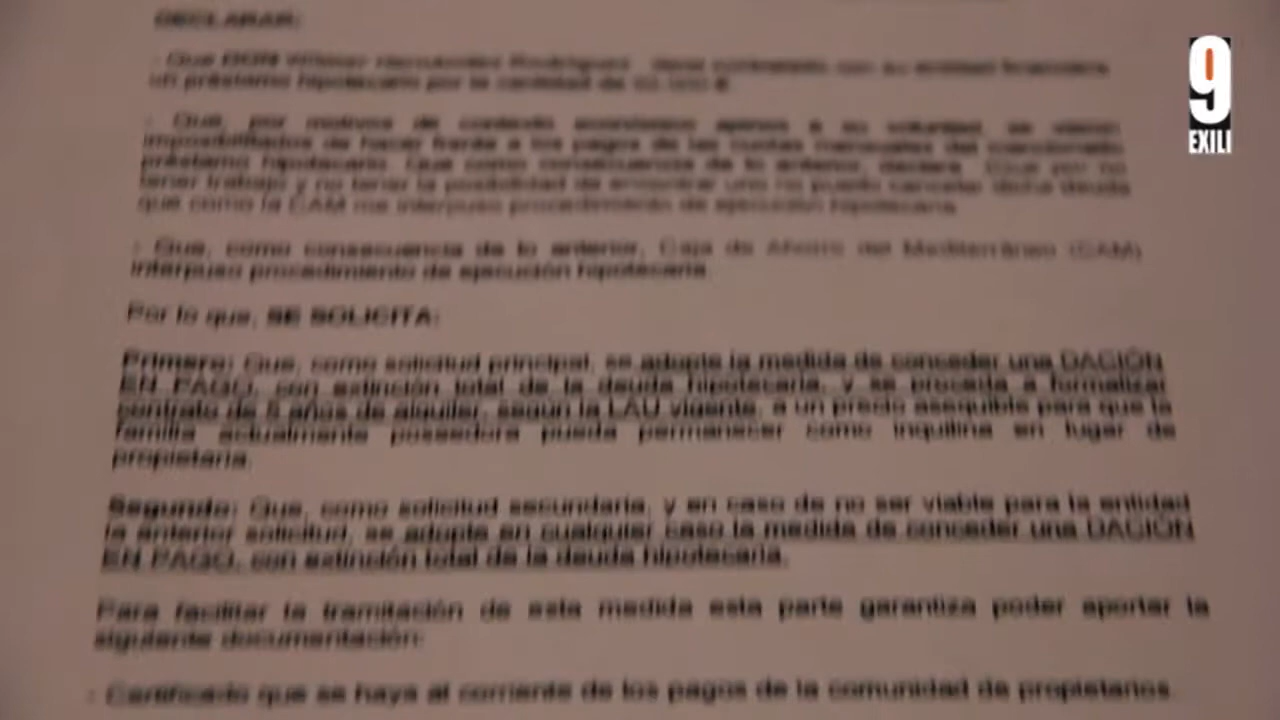 DECLARAR:
- Que DON Hernández Rodríguez, tiene contratado con su entidad financiera
un préstamo hipotecario por la cantidad de
- Que, por motivos de contexto económico ajenos a su voluntad, se vieron
imposibilitados de hacer frente a los pagos de las cuotas mensuales del mencionado
préstamo hipotecario. Que como consecuencia de lo anterior, declara: Que por no
tener trabajo y no tener la posibilidad de encontrar uno no puedo cancelar dicha deuda
que como la CAM me interpuso procedimiento de ejecución hipotecaria
- Que, como consecuencia de lo anterior, Caja de Ahorro del Mediterráneo (CAM)
interpuso procedimiento de ejecución hipotecaria.
Por lo que, SE SOLICITA:
Primero: Que, como solicitud principal, se adopte la medida de conceder una DACIÓN
EN PAGO, con extinción total de la deuda hipotecaria, y se proceda a formalizar
contrato de 5 años de alquiler, según la LAU vigente, a un precio asequible para que la
familia actualmente poseedora pueda permanecer como inquilina en lugar de
propietaria.
Segundo: Que, como solicitud secundaria, y en caso de no ser viable para la entidad
la anterior solicitud, se adopte en cualquier caso la medida de conceder una DACIÓN
EN PAGO, con extinción total de la deuda hipotecaria.
Para facilitar la tramitación de esta medida esta parte garantiza poder aportar la
siguiente documentación:
- Certificado que se haya al corriente de los pagos de la comunidad de propietarios
9
EXILI